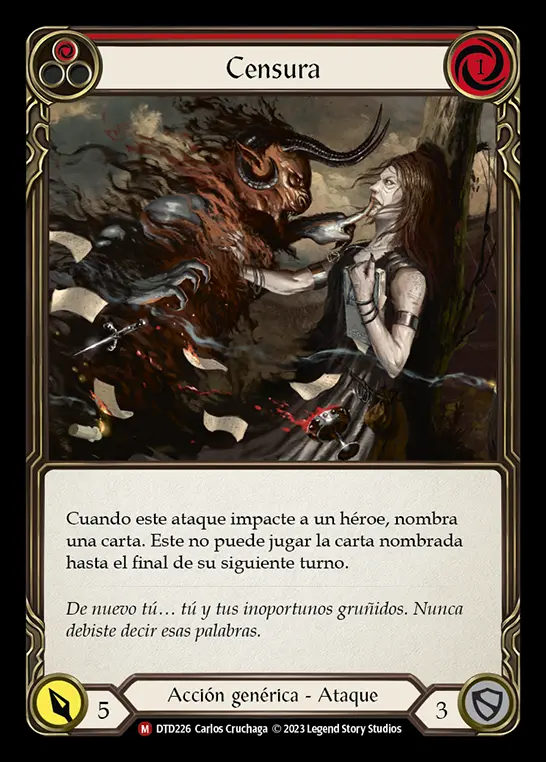 Censura
1
Cuando este ataque impacte a un héroe, nombra
una carta. Este no puede jugar la carta nombrada
hasta el final de su siguiente turno.
De nuevo tú… tú y tus inoportunos gruñidos. Nunca
debiste decir esas palabras.
5
Acción genérica - Ataque
3
M DTD226 Carlos Cruchaga © 2023 Legend Story Studios